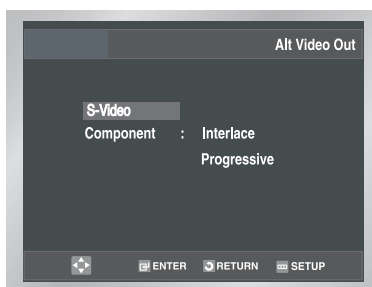 Alt Video Out
S-Video
Component : Interlace
Progressive
ENTER RETURN SETUP